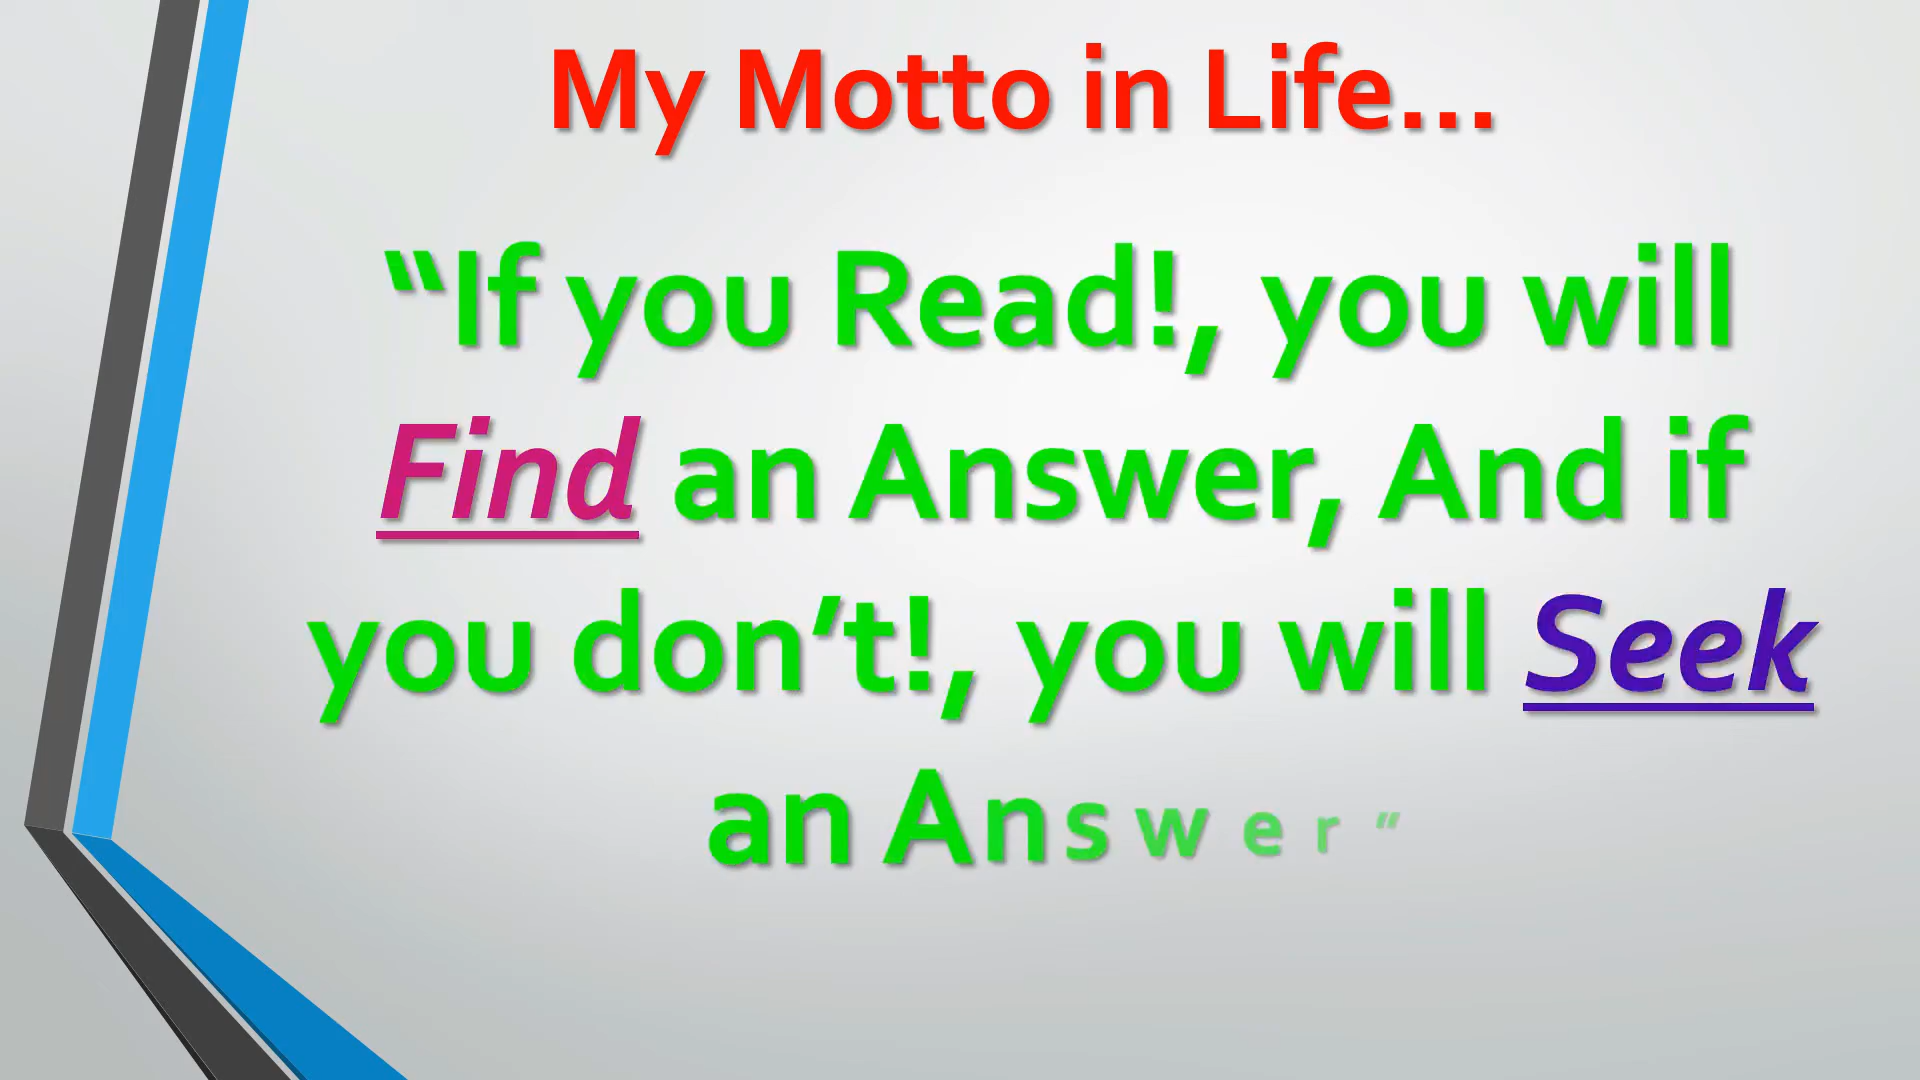 My Motto in Life...
“If you Read!, you will
Find an Answer, And if
you don’t!, you will Seek
an Answer”